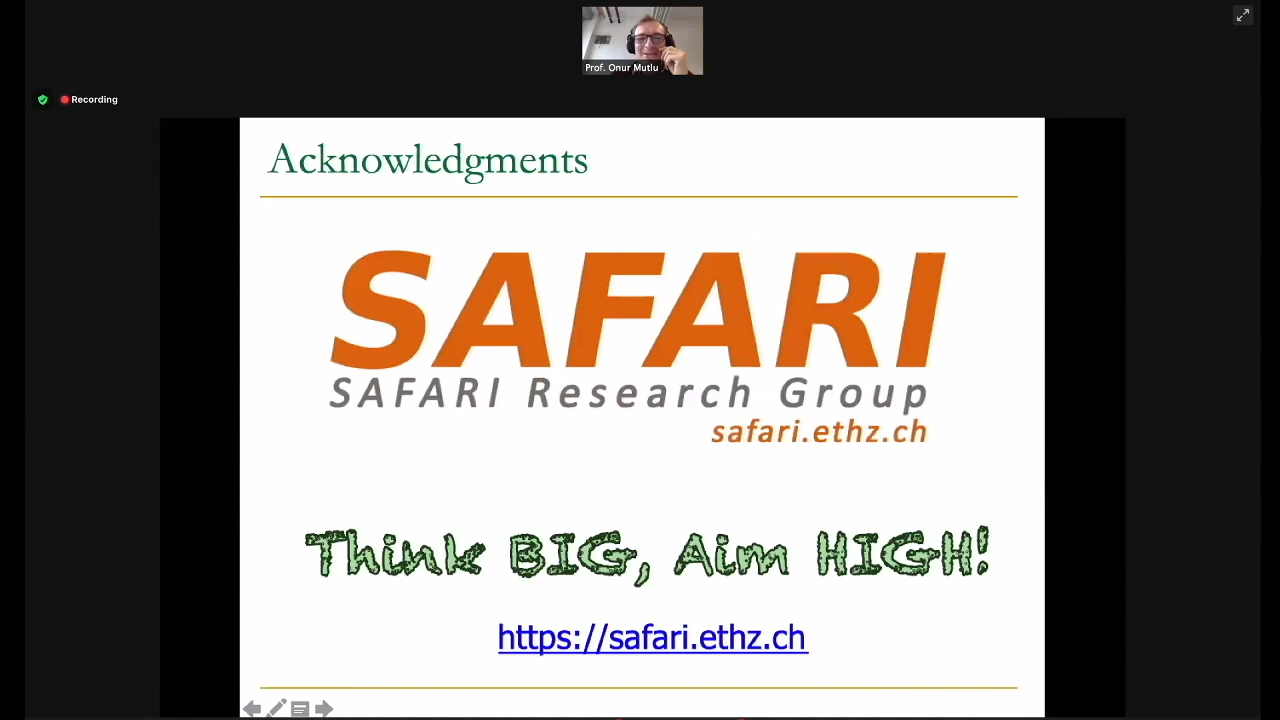 Prof. Onur Mutlu
Recording
Acknowledgments
SAFARI
SAFARI Research Group
safari.ethz.ch
Think BIG, Aim HIGH!
https://safari.ethz.ch